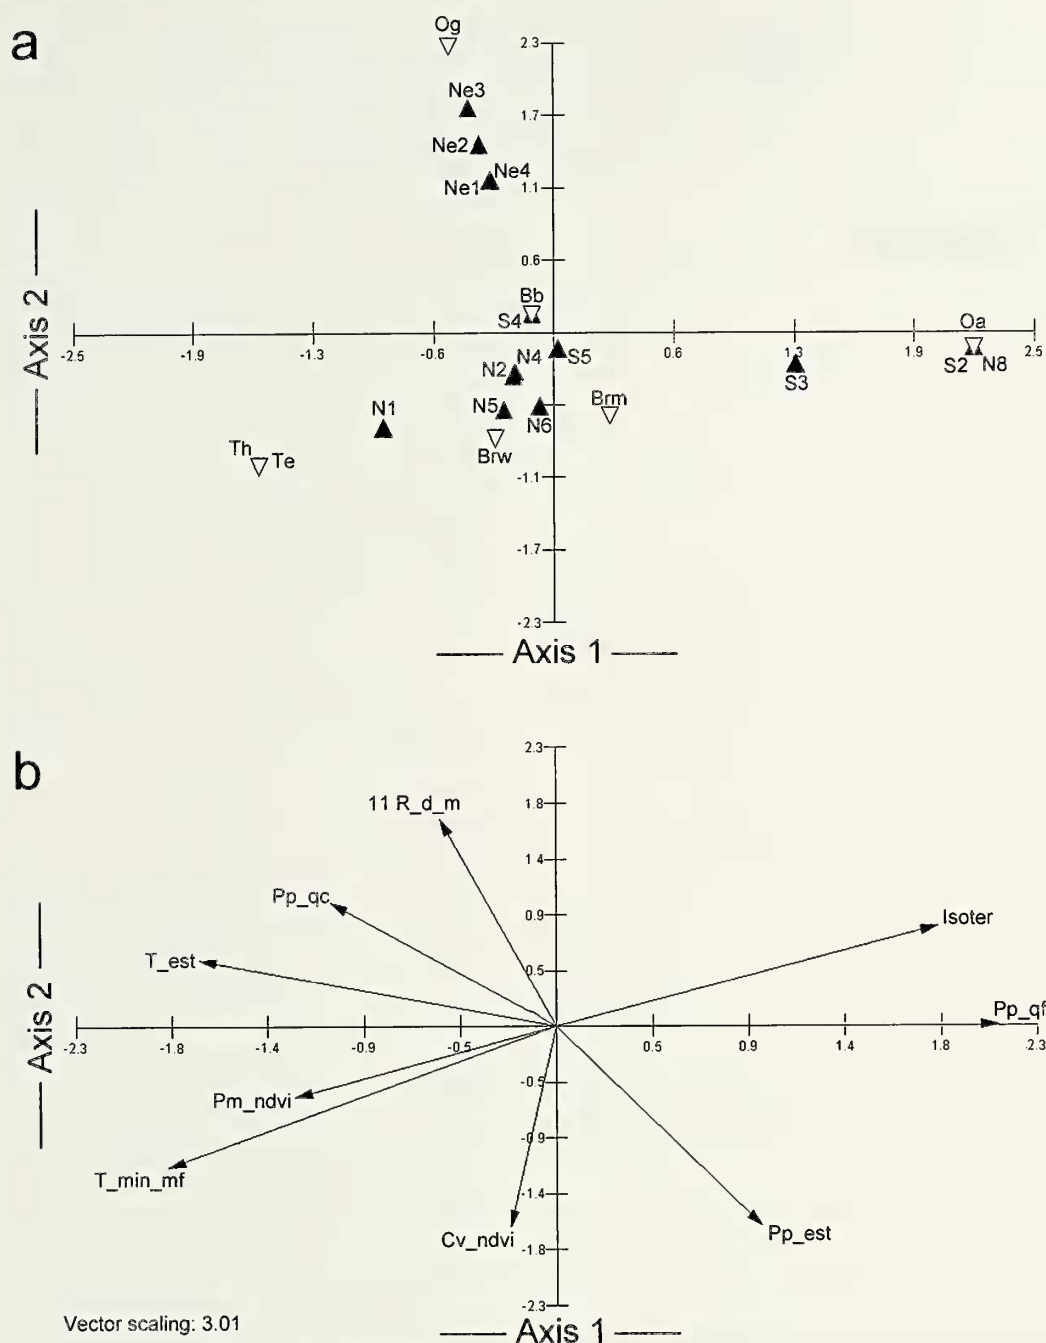 a
Og
2.3
Ne3
1.7
Ne2
Ne4
Ne1
1.1
0.6
Bb
S4
Oa
-2.5 -1.9 -1.3 -0.6 0.6 1.3 1.9 2.5
S5
S3
S2 N8
N4
N2
N1
N5
N6
Brm
Brw
Th Te
-1.1
-1.7
-2.3
Axis 2
Axis 1
b
2.3
11 R_d_m
1.8
1.4
Pp_qc
0.9
Isoter
T_est
0.5
Pp_qf
-2.3 -1.8 -1.4 -0.9 -0.5 0.5 0.9 1.4 1.8 2.3
-0.5
Pm_ndvi
-0.9
T_min_mf
-1.4
Cv_ndvi
Pp_est
-1.8
-2.3
Axis 2
Vector scaling: 3.01
Axis 1